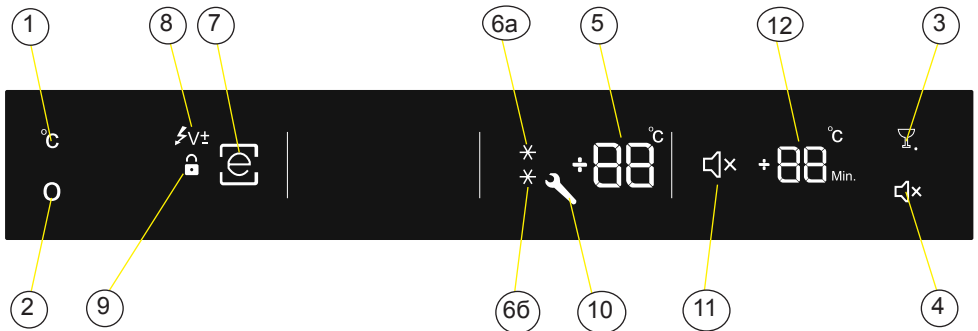 1 8 7 6а 5 12 3
°C V± °C °C
e +88 +88 Min.
O
2 9 6б 10 11 4